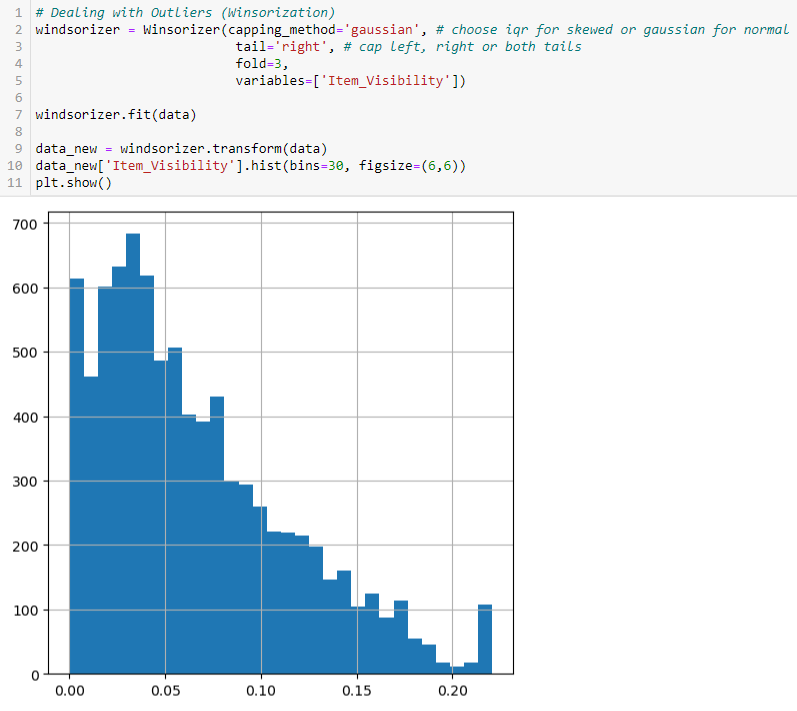 1 # Dealing with Outliers (Winsorization)
2 windsorizer = Winsorizer(capping_method='gaussian', # choose iqr for skewed or gaussian for normal
3 tail='right', # cap left, right or both tails
4 fold=3,
5 variables=['Item_Visibility'])
6
7 windsorizer.fit(data)
8
9 data_new = windsorizer.transform(data)
10 data_new['Item_Visibility'].hist(bins=30, figsize=(6,6))
11 plt.show()
700
600
500
400
300
200
100
0
0.00 0.05 0.10 0.15 0.20